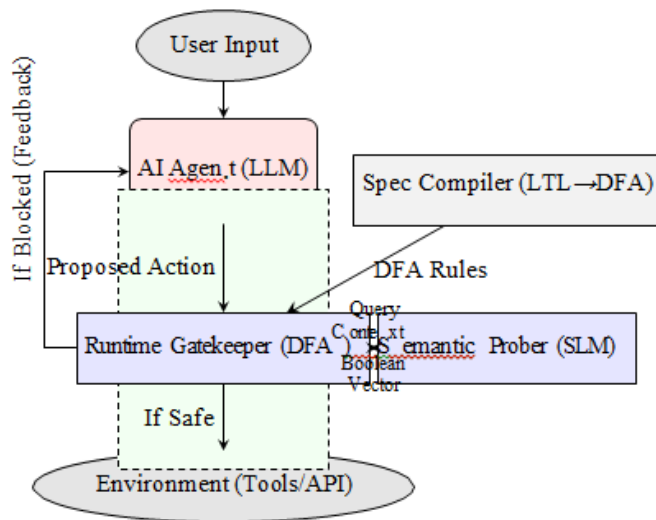 User Input
If Blocked (Feedback)
AI Agen.t (LLM)
Spec Compiler (LTL→DFA)
Proposed Action
DFA Rules
Query
Conte xt
Runtime Gatekeeper (DFA )
S emantic Prober (SLM)
Boolean
Vector
If Safe
Environment (Tools/API)